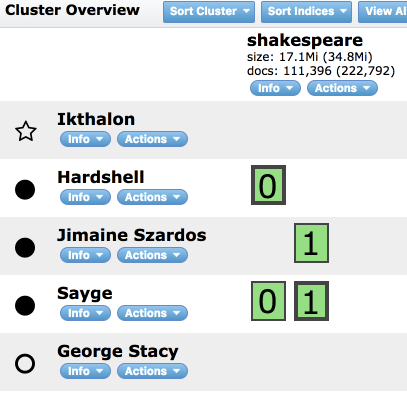 Cluster Overview Sort Cluster Sort Indices View Al
shakespeare
size: 17.1Mi (34.8Mi)
docs: 111,396 (222,792)
Info Actions
Ikthalon
Info Actions
Hardshell
Info Actions
0
Jimaine Szardos
Info Actions
1
Sayge
Info Actions
0 1
George Stacy
Info Actions